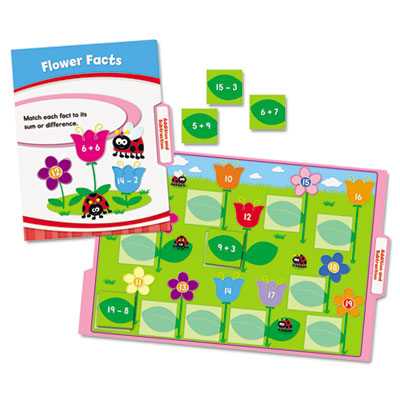 Flower Facts
Match each fact to its
sum or difference.
6 + 6
12
14 – 2
Addition and
Subtraction
15 – 3
5 + 9
6 + 7
10
15
16
12
9 + 3
Addition and
Subtraction
11
13
14
17
18
19
19 – 8